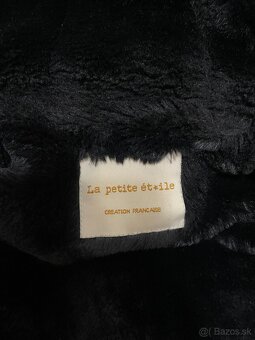 La petite ét★ile
CREATION FRANCAISE
Bazos.sk